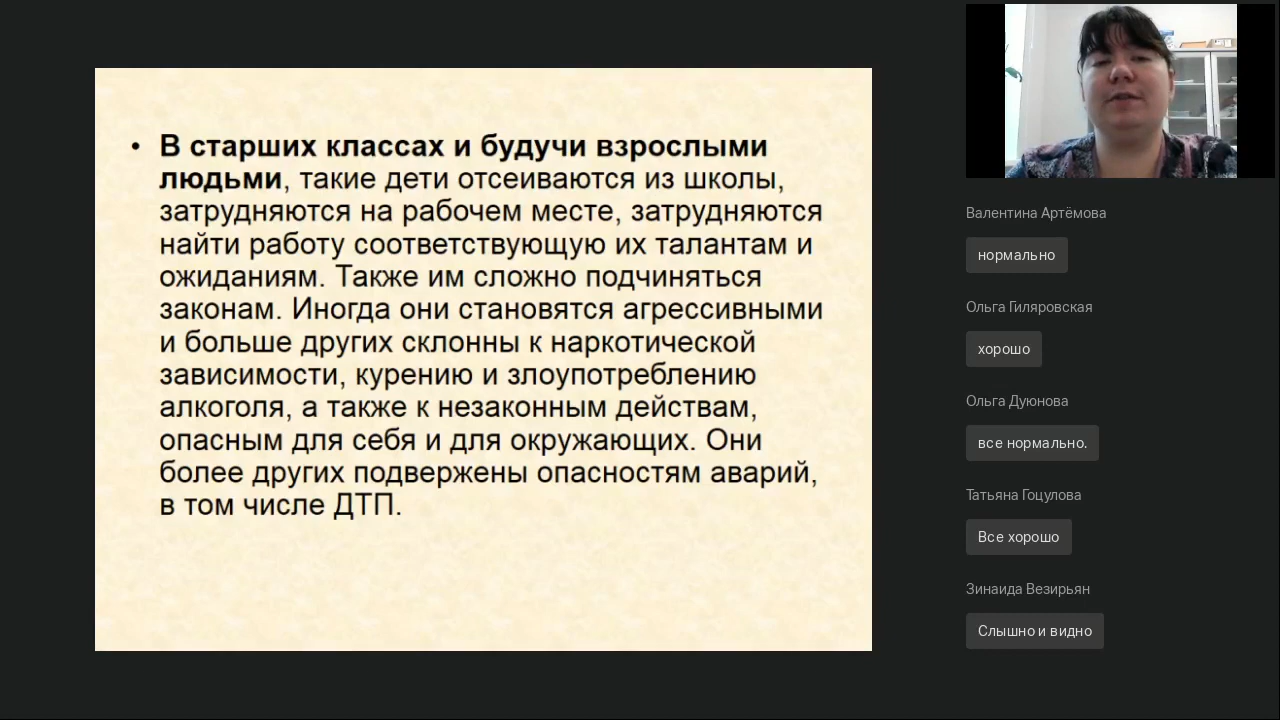 • В старших классах и будучи взрослыми
людьми, такие дети отсеиваются из школы,
затрудняются на рабочем месте, затрудняются
найти работу соответствующую их талантам и
ожиданиям. Также им сложно подчиняться
законам. Иногда они становятся агрессивными
и больше других склонны к наркотической
зависимости, курению и злоупотреблению
алкоголя, а также к незаконным действам,
опасным для себя и для окружающих. Они
более других подвержены опасностям аварий,
в том числе ДТП.
Валентина Артёмова
нормально
Ольга Гиляровская
хорошо
Ольга Дуюнова
все нормально.
Татьяна Гоцулова
Все хорошо
Зинаида Везирьян
Слышно и видно